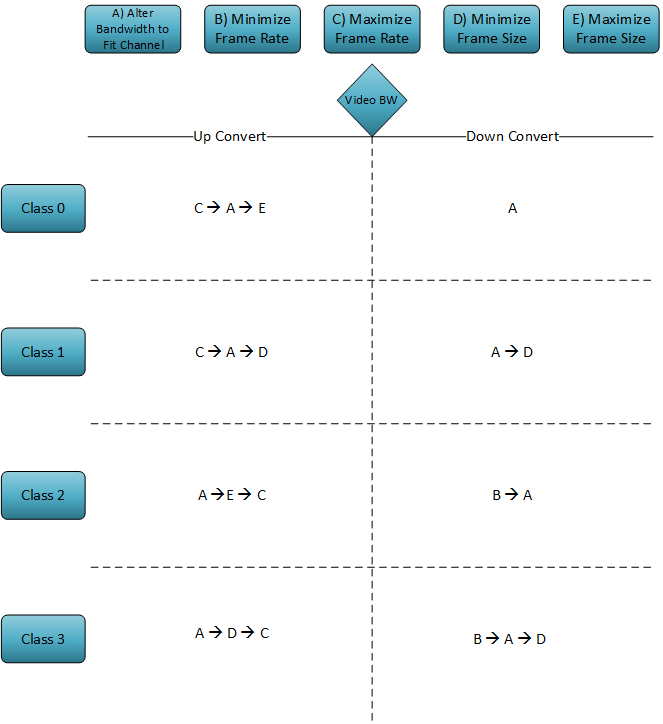 A) Alter
Bandwidth to
Fit Channel
B) Minimize
Frame Rate
C) Maximize
Frame Rate
D) Minimize
Frame Size
E) Maximize
Frame Size
Video BW
Up Convert
Down Convert
Class 0
C → A → E
A
Class 1
C → A → D
A → D
Class 2
A → E → C
B → A
Class 3
A → D → C
B → A → D